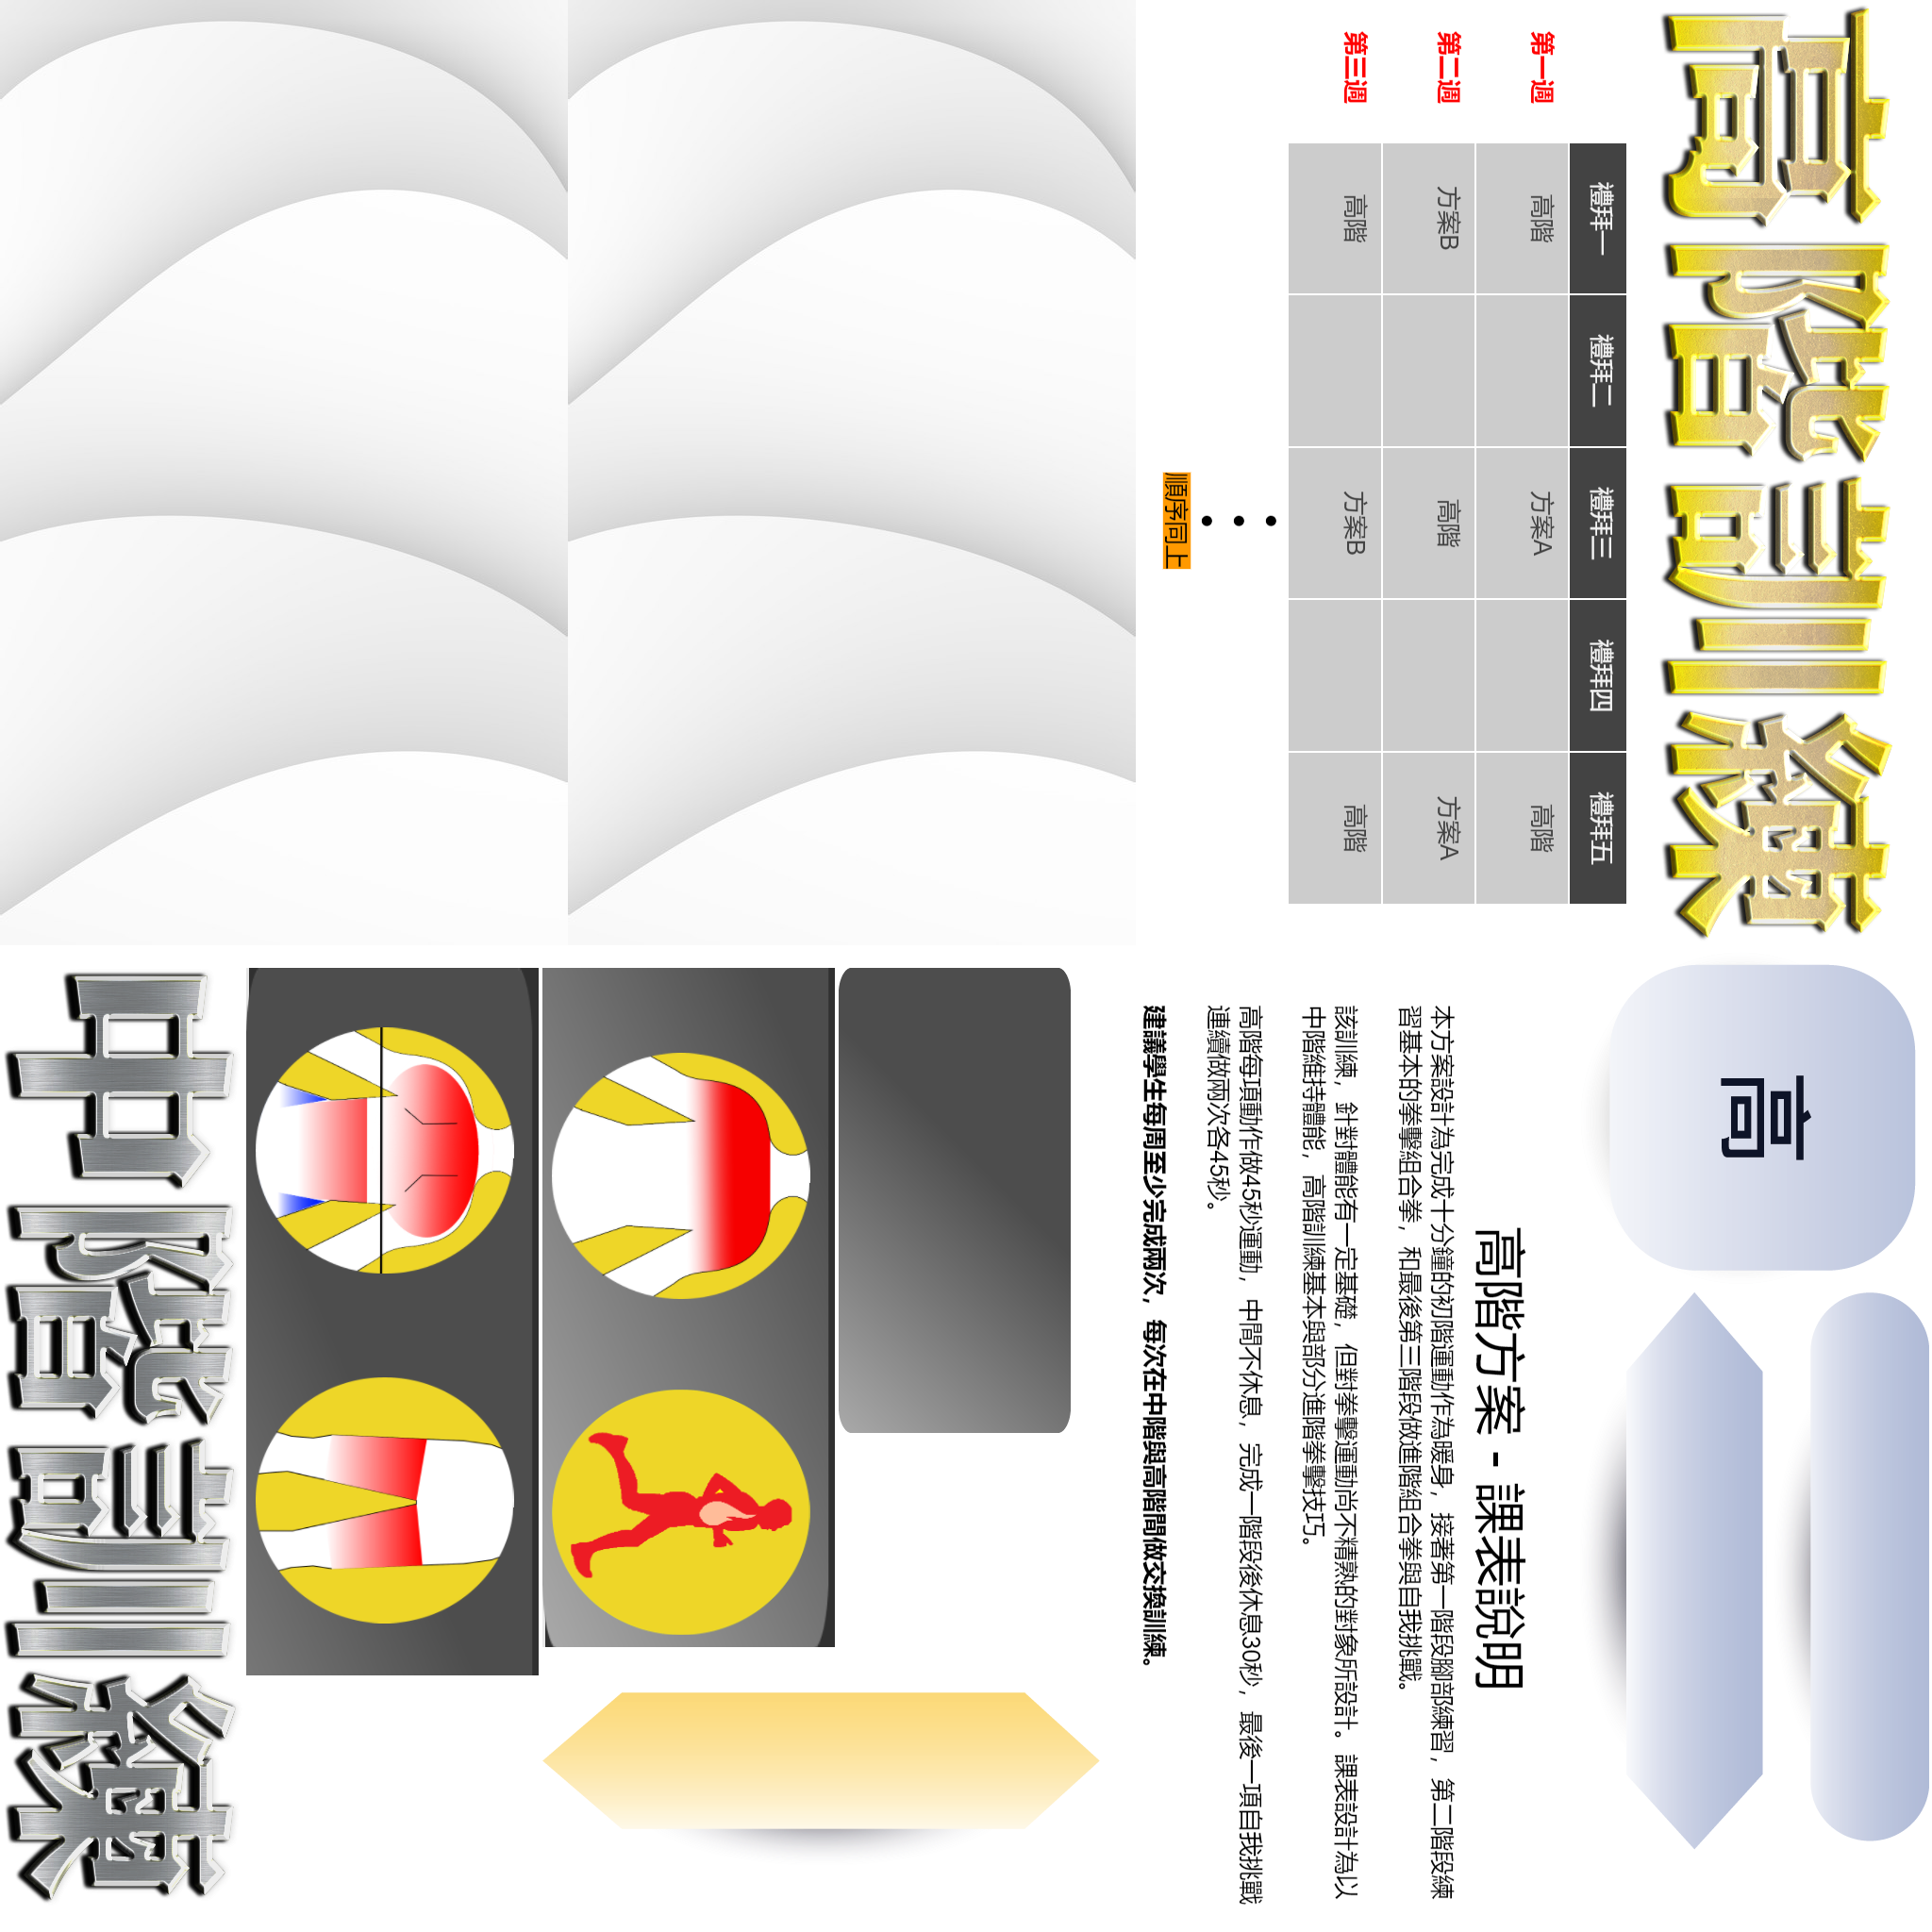 高階訓練
禮拜一 禮拜二 禮拜三 禮拜四 禮拜五
第一週 高階 方案A 高階
第二週 方案B 高階 方案A
第三週 高階 方案B 高階
順序同上
高
高階方案 - 課表說明
本方案設計為完成十分鐘的初階運動作為暖身，接著第一階段腳部練習，第二階段練
習基本的拳擊組合拳，和最後第三階段做進階組合拳與自我挑戰。
該訓練，針對體能有一定基礎，但對拳擊運動尚不精熟的對象所設計。 課表設計為以
中階維持體能，高階訓練基本與部分進階拳擊技巧。
高階每項動作做45秒運動，中間不休息，完成一階段後休息30秒，最後一項自我挑戰
連續做兩次各45秒。
建議學生每周至少完成兩次，每次在中階與高階間做交換訓練。
中階訓練